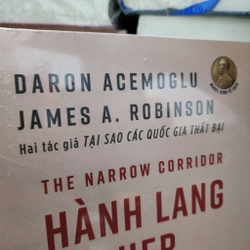 DARON ACEMOGLU
JAMES A. ROBINSON
Hai tác giả TẠI SAO CÁC QUỐC GIA THẤT BẠI
THE NARROW CORRIDOR
HÀNH LANG
HẸP